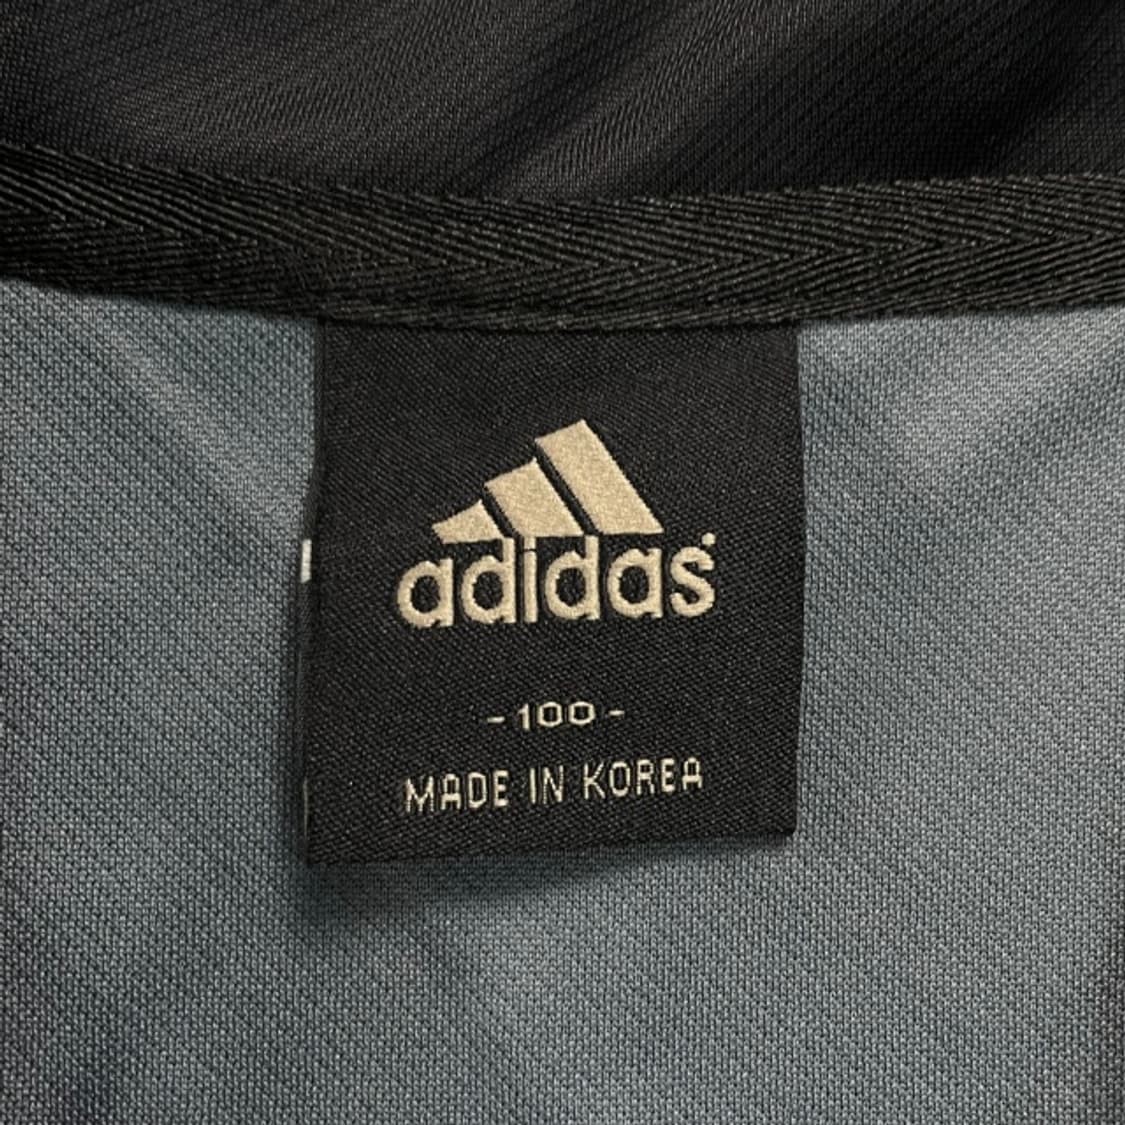 adidas
-100-
MADE IN KOREA